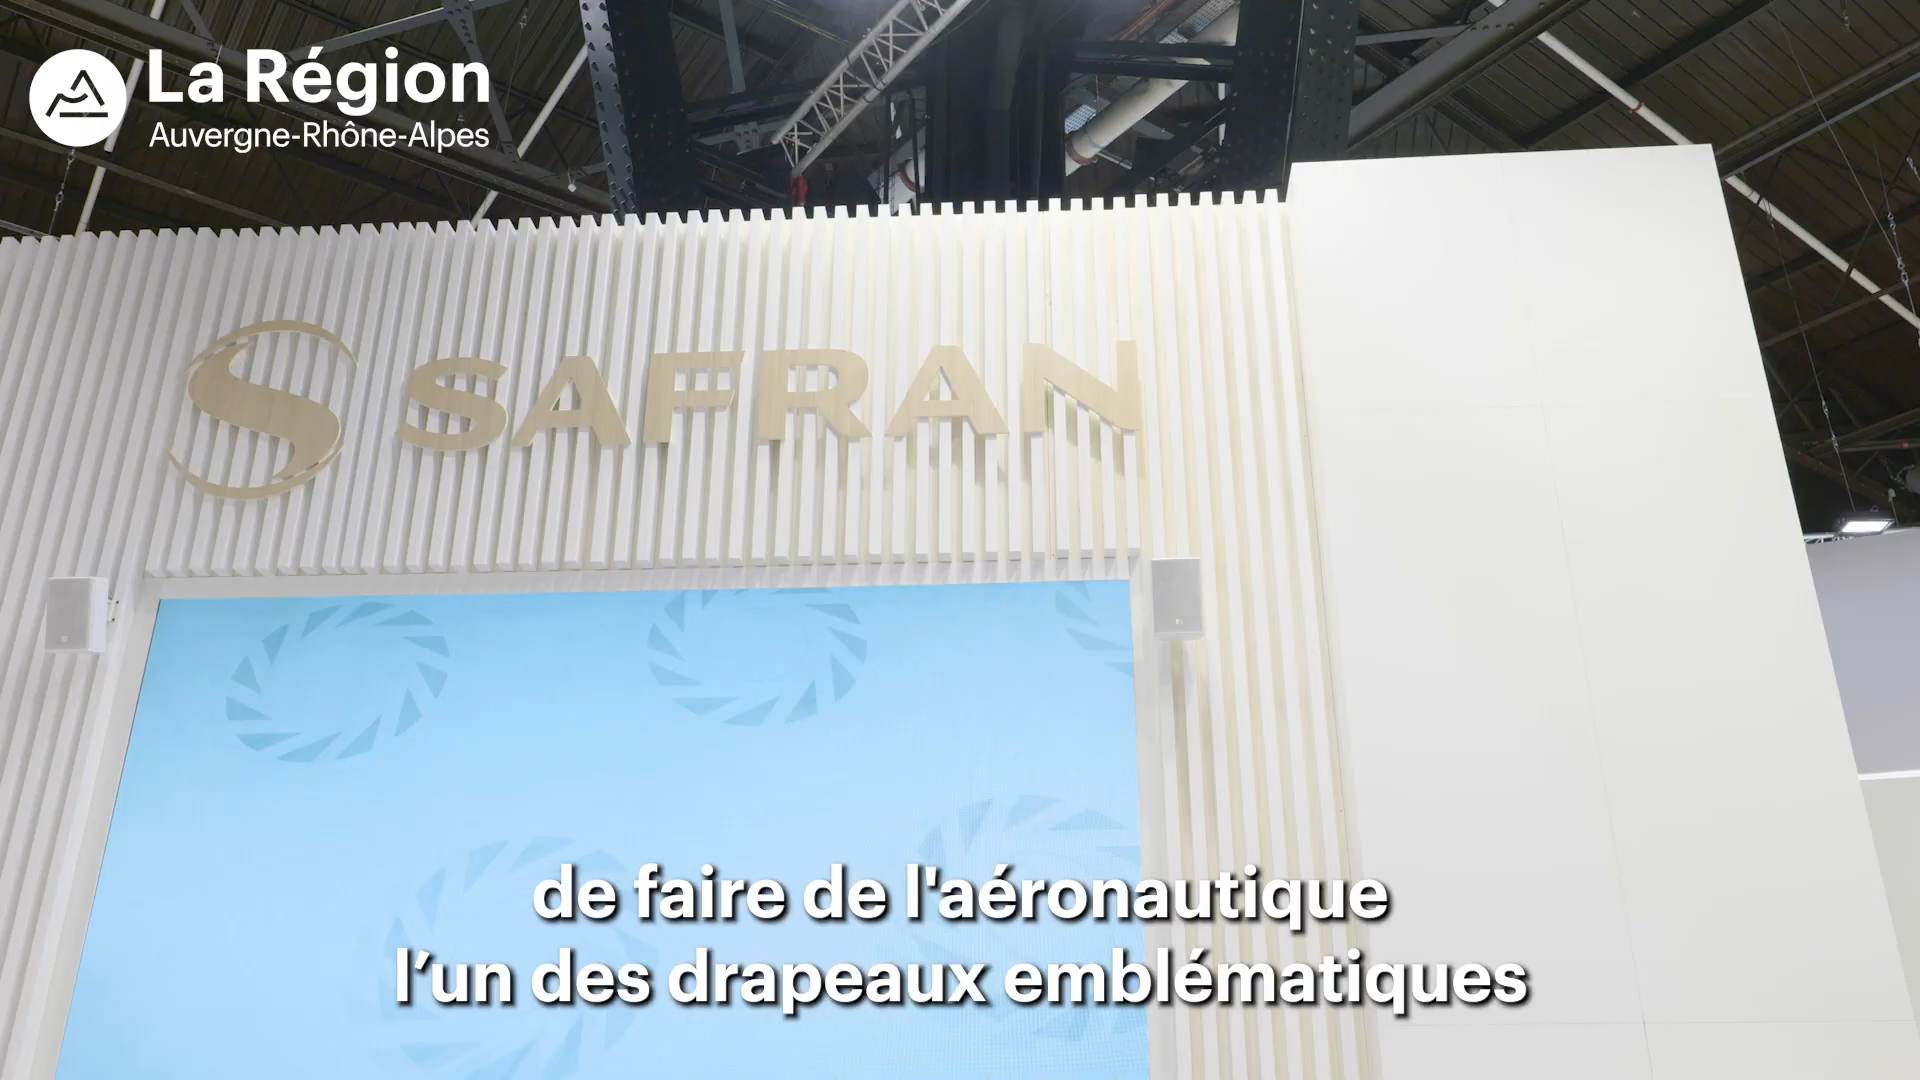 La Région
Auvergne-Rhône-Alpes
SAFRAN
de faire de l'aéronautique
l’un des drapeaux emblématiques